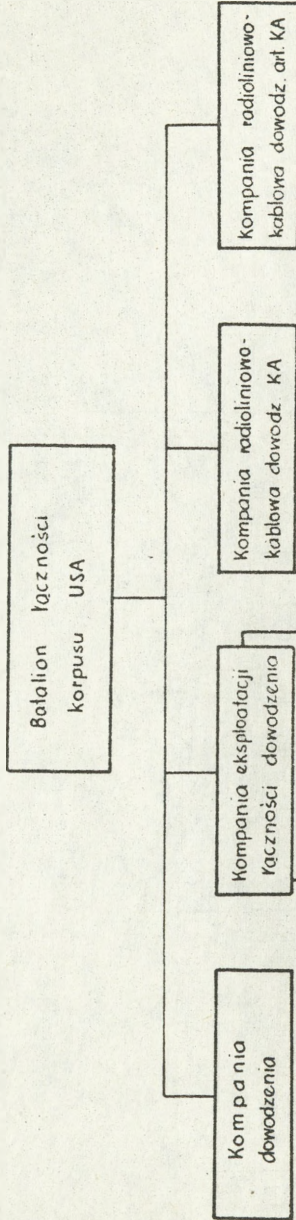 Batalion łączności
korpusu USA
Kompania
dowodzenia
Kompania eksploatacji
łączności dowodzenia
Kompania radioliniowo-
kablowa dowodz KA
Kompania radioliniowo-
kablowa dowodz. art. KA